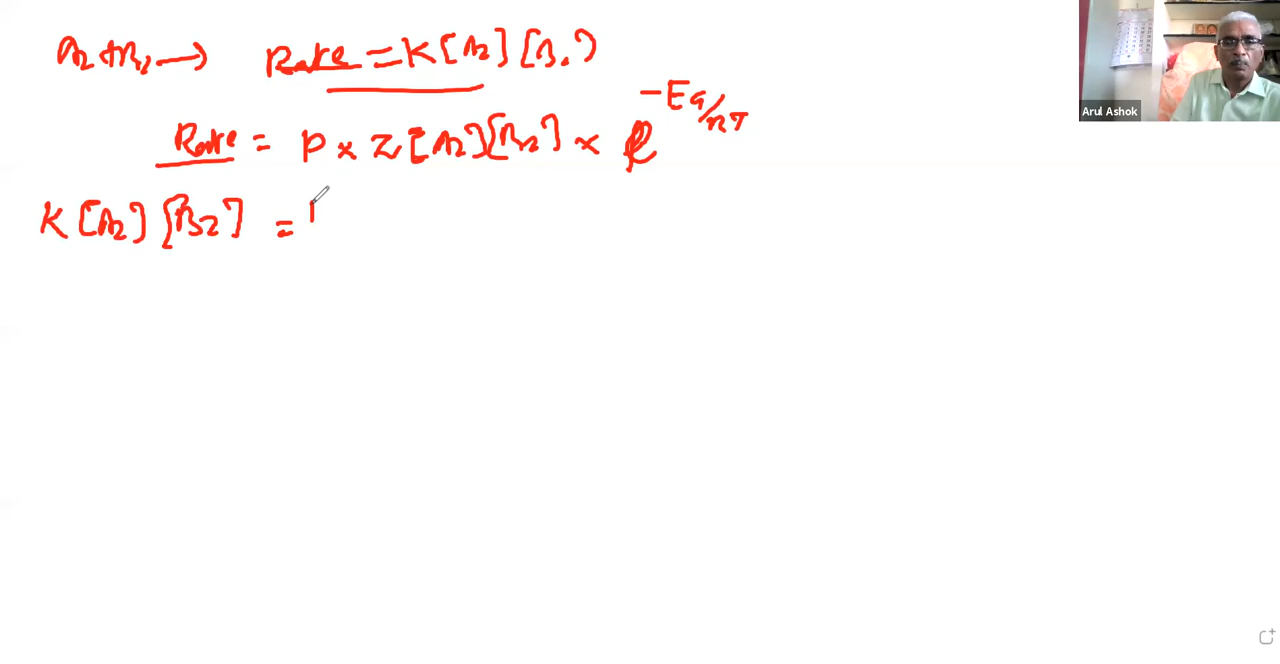 A2 + B2 → Rate = K[A2][B2]
Rate = P × Z[A2][B2] × e^-Ea/RT
K[A2][B2] =
Arul Ashok